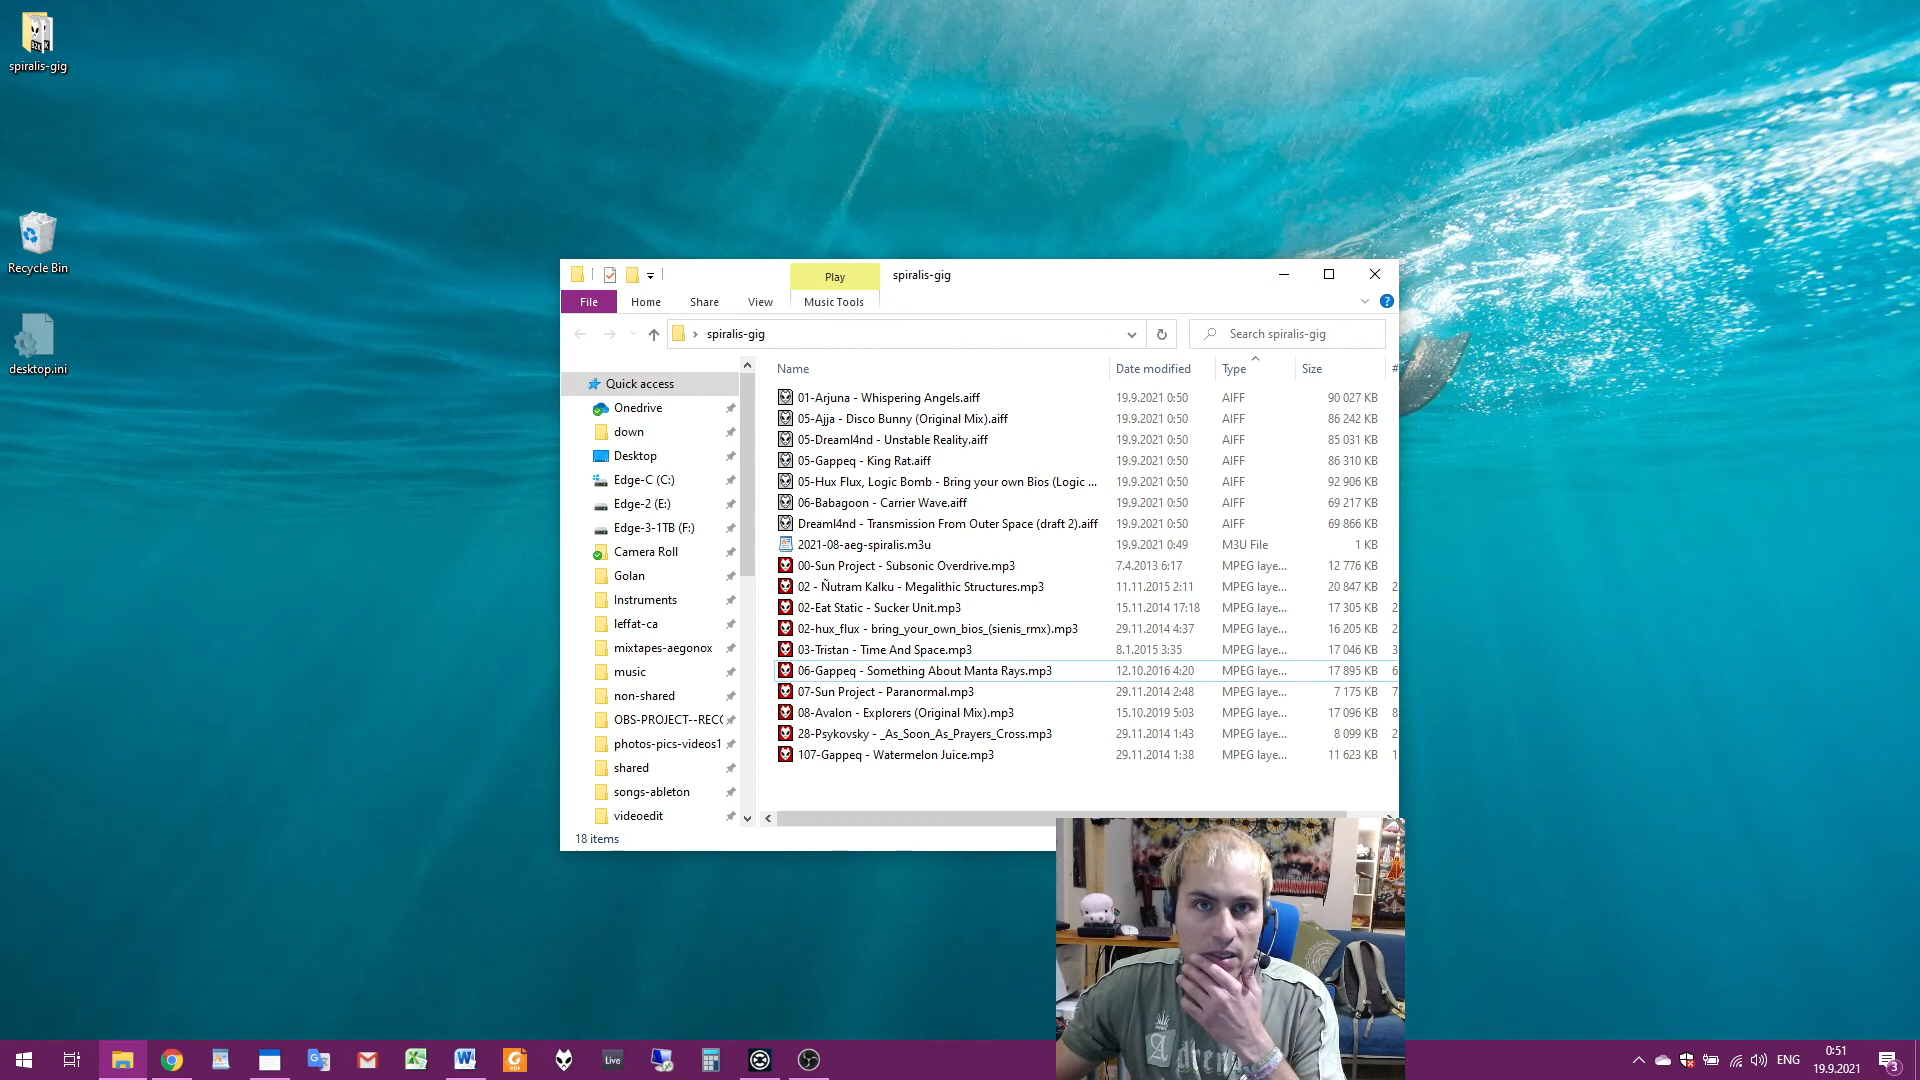 spiralis-gig
Recycle Bin
desktop.ini
Play
spiralis-gig
File
Home
Share
View
Music Tools
spiralis-gig
Search spiralis-gig
Quick access
Onedrive
down
Desktop
Edge-C (C:)
Edge-2 (E:)
Edge-3-1TB (F:)
Camera Roll
Golan
Instruments
leffat-ca
mixtapes-aegonox
music
non-shared
OBS-PROJECT--REC
photos-pics-videos1
shared
songs-ableton
videoedit
Name Date modified Type Size #
01-Arjuna - Whispering Angels.aiff 19.9.2021 0:50 AIFF 90 027 KB
05-Ajja - Disco Bunny (Original Mix).aiff 19.9.2021 0:50 AIFF 86 242 KB
05-Dreaml4nd - Unstable Reality.aiff 19.9.2021 0:50 AIFF 85 031 KB
05-Gappeq - King Rat.aiff 19.9.2021 0:50 AIFF 86 310 KB
05-Hux Flux, Logic Bomb - Bring your own Bios (Logic ... 19.9.2021 0:50 AIFF 92 906 KB
06-Babagoon - Carrier Wave.aiff 19.9.2021 0:50 AIFF 69 217 KB
Dreaml4nd - Transmission From Outer Space (draft 2).aiff 19.9.2021 0:50 AIFF 69 866 KB
2021-08-aeg-spiralis.m3u 19.9.2021 0:49 M3U File 1 KB
00-Sun Project - Subsonic Overdrive.mp3 7.4.2013 6:17 MPEG laye... 12 776 KB
02 - Ñutram Kalku - Megalithic Structures.mp3 11.11.2015 2:11 MPEG laye... 20 847 KB 2
02-Eat Static - Sucker Unit.mp3 15.11.2014 17:18 MPEG laye... 17 305 KB 2
02-hux_flux - bring_your_own_bios_(sienis_rmx).mp3 29.11.2014 4:37 MPEG laye... 16 205 KB 2
03-Tristan - Time And Space.mp3 8.1.2015 3:35 MPEG laye... 17 046 KB 3
06-Gappeq - Something About Manta Rays.mp3 12.10.2016 4:20 MPEG laye... 17 895 KB 6
07-Sun Project - Paranormal.mp3 29.11.2014 2:48 MPEG laye... 7 175 KB 7
08-Avalon - Explorers (Original Mix).mp3 15.10.2019 5:03 MPEG laye... 17 096 KB 8
28-Psykovsky - _As_Soon_As_Prayers_Cross.mp3 29.11.2014 1:43 MPEG laye... 8 099 KB 2
107-Gappeq - Watermelon Juice.mp3 29.11.2014 1:38 MPEG laye... 11 623 KB 1
18 items
Live
ENG
0:51
19.9.2021
3